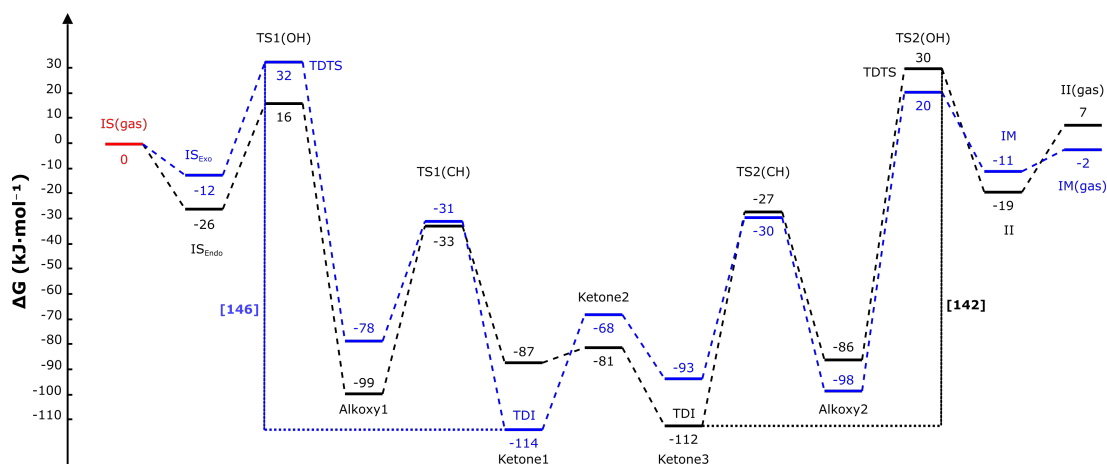 ΔG (kJ·mol⁻¹)
30
20
10
0
-10
-20
-30
-40
-50
-60
-70
-80
-90
-100
-110
IS(gas)
0
IS_Exo
-12
-26
IS_Endo
TS1(OH)
32
TDTS
16
[146]
-78
-99
Alkoxy1
TS1(CH)
-31
-33
-87
TDI
-114
Ketone1
Ketone2
-68
-81
-93
TDI
-112
Ketone3
TS2(CH)
-27
-30
-86
-98
Alkoxy2
TS2(OH)
30
TDTS
20
[142]
IM
-11
-19
II
II(gas)
7
-2
IM(gas)